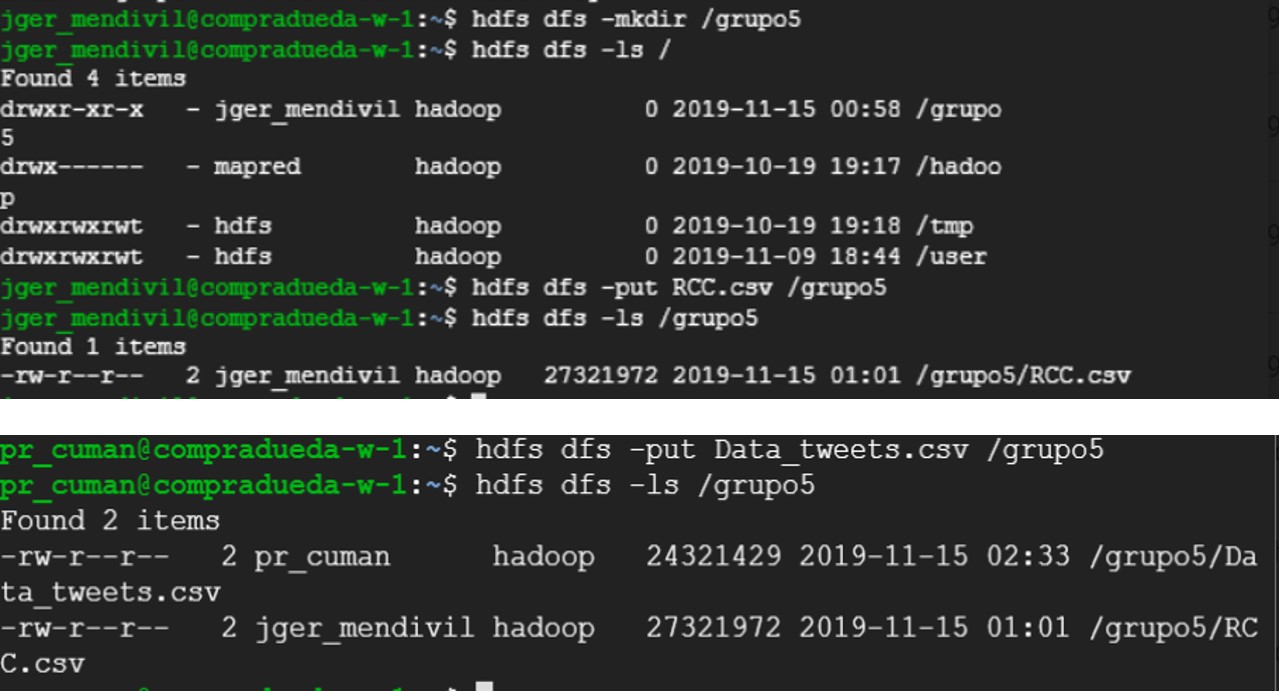 jger_mendivil@compradueda-w-1:~$ hdfs dfs -mkdir /grupo5
jger_mendivil@compradueda-w-1:~$ hdfs dfs -ls /
Found 4 items
drwxr-xr-x   - jger_mendivil hadoop          0 2019-11-15 00:58 /grupo
5
drwx------   - mapred        hadoop          0 2019-10-19 19:17 /hadoo
p
drwxrwxrwt   - hdfs          hadoop          0 2019-10-19 19:18 /tmp
drwxrwxrwt   - hdfs          hadoop          0 2019-11-09 18:44 /user
jger_mendivil@compradueda-w-1:~$ hdfs dfs -put RCC.csv /grupo5
jger_mendivil@compradueda-w-1:~$ hdfs dfs -ls /grupo5
Found 1 items
-rw-r--r--   2 jger_mendivil hadoop   27321972 2019-11-15 01:01 /grupo5/RCC.csv
pr_cuman@compradueda-w-1:~$ hdfs dfs -put Data_tweets.csv /grupo5
pr_cuman@compradueda-w-1:~$ hdfs dfs -ls /grupo5
Found 2 items
-rw-r--r--   2 pr_cuman      hadoop   24321429 2019-11-15 02:33 /grupo5/Da
ta_tweets.csv
-rw-r--r--   2 jger_mendivil hadoop   27321972 2019-11-15 01:01 /grupo5/RC
C.csv